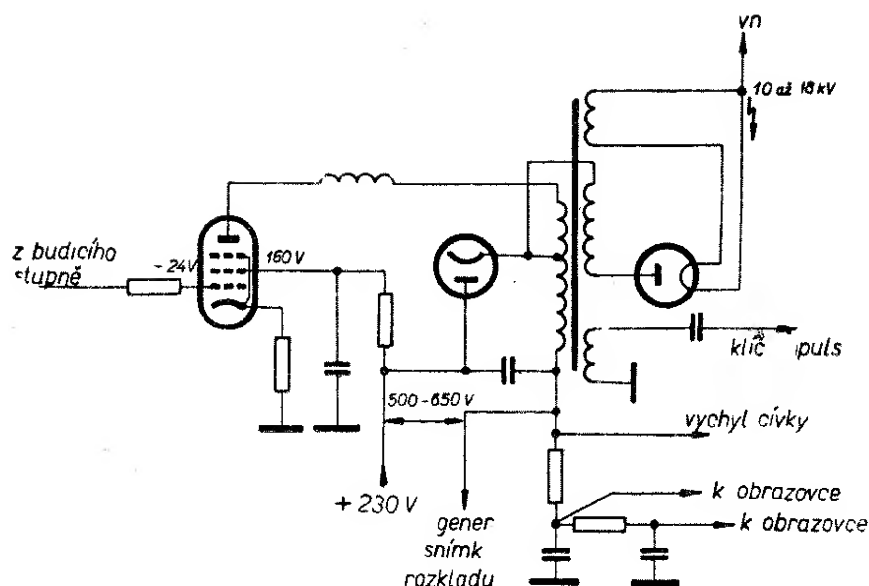 vn
10 až 18 kV
z budicího
stupně
- 24V
160 V
klíč puls
500-650 V
vychyl cívky
+ 230 V
k obrazovce
k obrazovce
gener
snímk
rozkladu